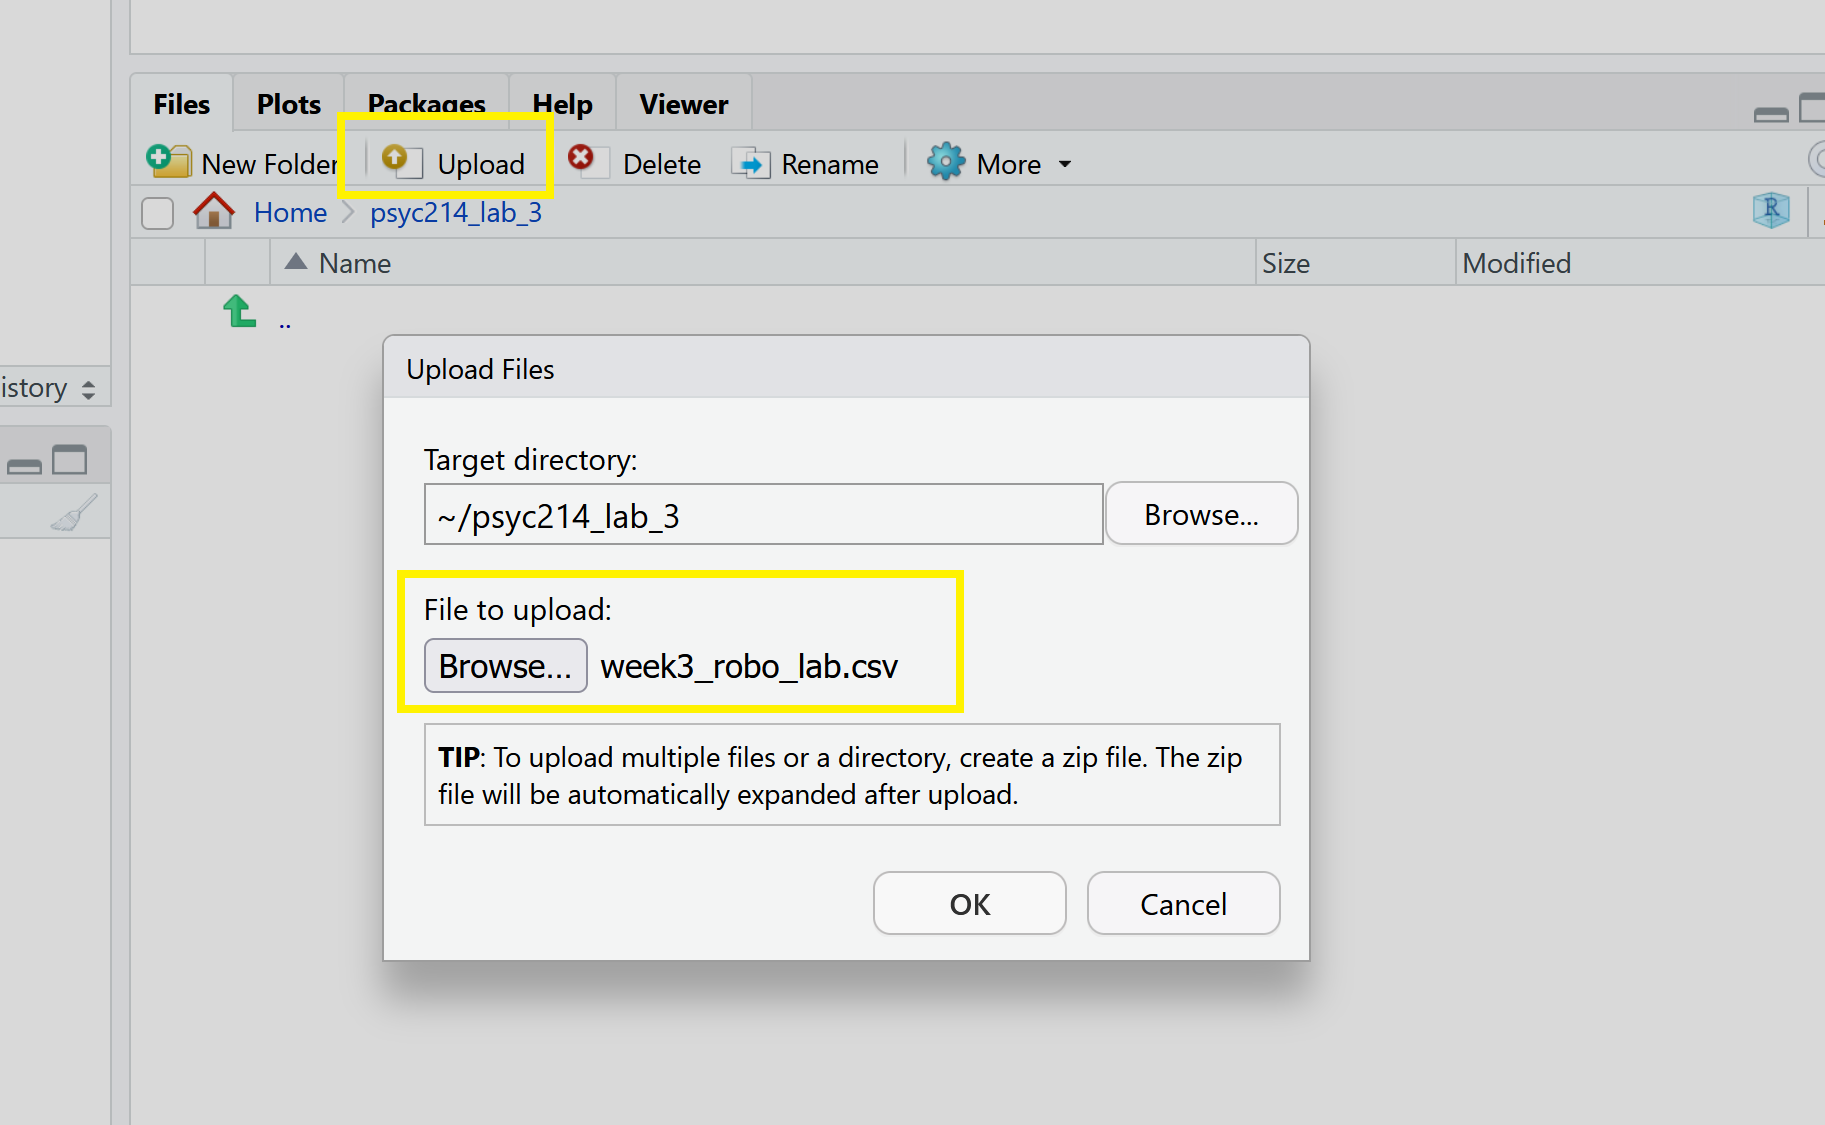 Files Plots Packages Help Viewer
New Folder Upload Delete Rename More
Home psyc214_lab_3
R
Name Size Modified
..
istory
Upload Files
Target directory:
~/psyc214_lab_3 Browse...
File to upload:
Browse... week3_robo_lab.csv
TIP: To upload multiple files or a directory, create a zip file. The zip
file will be automatically expanded after upload.
OK Cancel